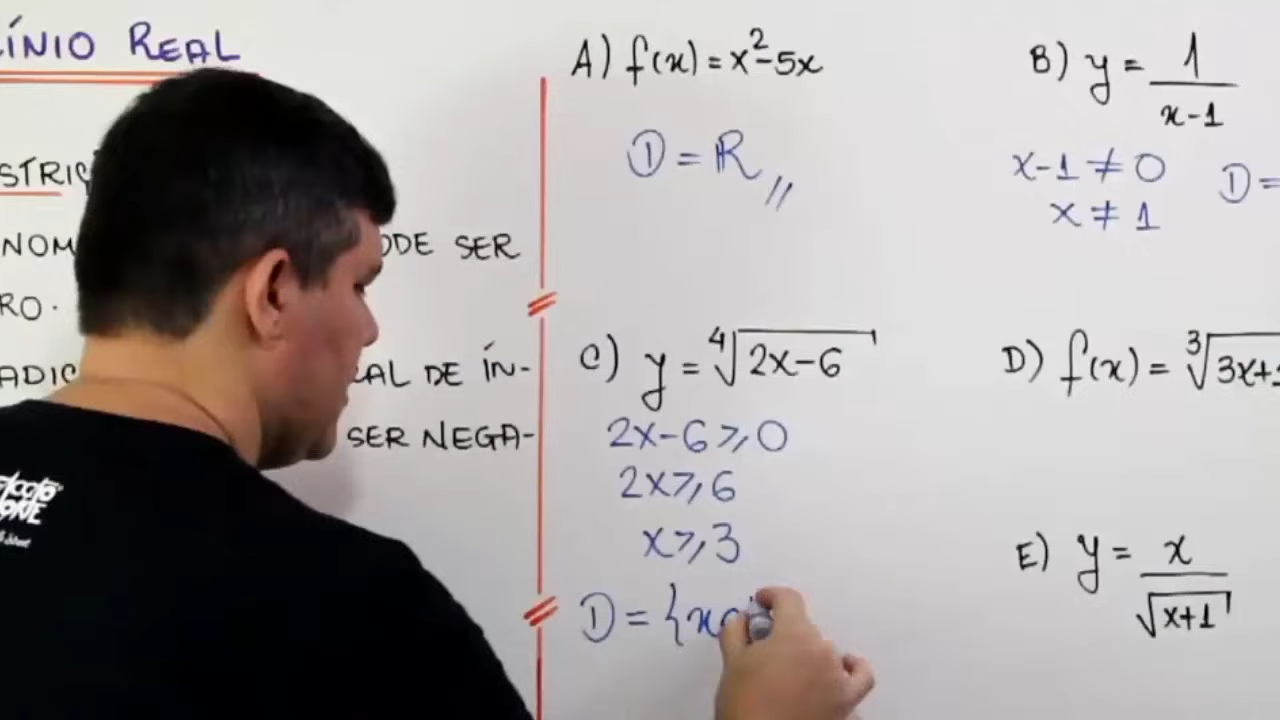 ÍNIO REAL
STRIÇ
NOM ODE SER
RO.
ADIC AL DE ÍN-
SER NEGA-
A) f(x) = x²-5x
D = R //
B) y = 1/(x-1)
x-1 ≠ 0 D =
x ≠ 1
C) y = ⁴√(2x-6)
2x-6 ⩾ 0
2x ⩾ 6
x ⩾ 3
D = {x
D) f(x) = ³√(3x+1
E) y = x/√(x+1)